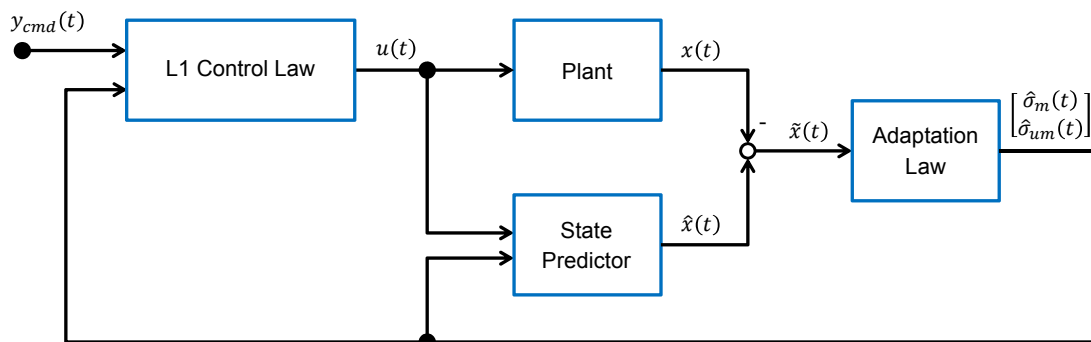 y_cmd(t)
L1 Control Law
u(t)
Plant
x(t)
-
x̃(t)
Adaptation
Law
[σ̂_m(t)
σ̂_um(t)]
State
Predictor
x̂(t)